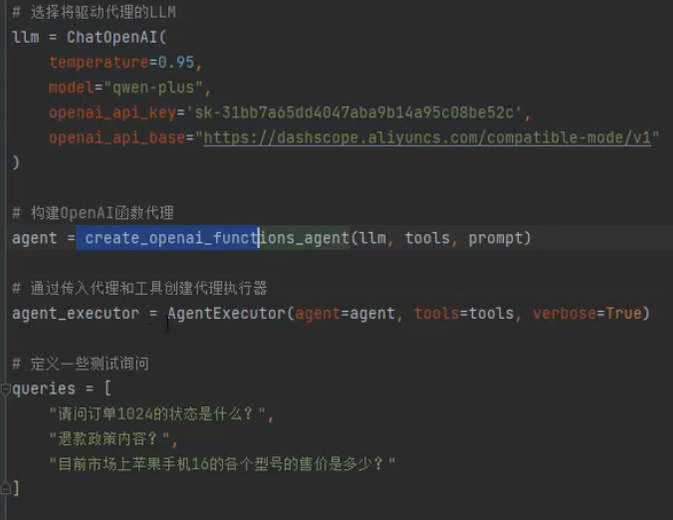 # 选择将驱动代理的LLM
llm = ChatOpenAI(
temperature=0.95,
model="qwen-plus",
openai_api_key='sk-31bb7a65dd4047aba9b14a95c08be52c',
openai_api_base="https://dashscope.aliyuncs.com/compatible-mode/v1"
)
# 构建OpenAI函数代理
agent = create_openai_functions_agent(llm, tools, prompt)
# 通过传入代理和工具创建代理执行器
agent_executor = AgentExecutor(agent=agent, tools=tools, verbose=True)
# 定义一些测试询问
queries = [
"请问订单1024的状态是什么？",
"退款政策内容？",
"目前市场上苹果手机16的各个型号的售价是多少？"
]